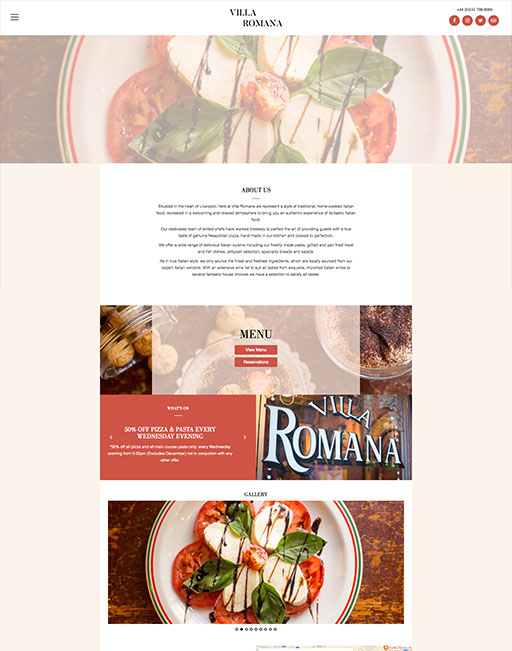 VILLA
ROMANA
+44 (0)151 708 8004
ABOUT US
Situated in the heart of Liverpool, here at Villa Romana we represent a style of traditional, home-cooked Italian
food, recreated in a welcoming and relaxed atmosphere to bring you an authentic experience of fantastic Italian
food.
Our dedicated team of skilled chefs have worked tirelessly to perfect the art of providing guests with a true
taste of genuine Neapolitan pizza, hand made in our kitchen and cooked to perfection.
We offer a wide range of delicious Italian cuisine including our freshly made pasta, grilled and pan fried meat
and fish dishes, antipasti selection, speciality breads and salads.
As in true Italian style, we only source the finest and freshest ingredients, which are locally sourced from our
expert Italian vendors. With an extensive wine list to suit all tastes from exquisite, imported Italian wines to
several fantastic house choices we have a selection to satisfy all tastes.
MENU
View Menu
Reservations
WHAT'S ON
50% OFF PIZZA & PASTA EVERY
WEDNESDAY EVENING
*50% off all pizza and all main course pasta only, every Wednesday
evening from 5.00pm (Excludes December) not in conjuction with any
other offer.
VILLA
ROMANA
GALLERY